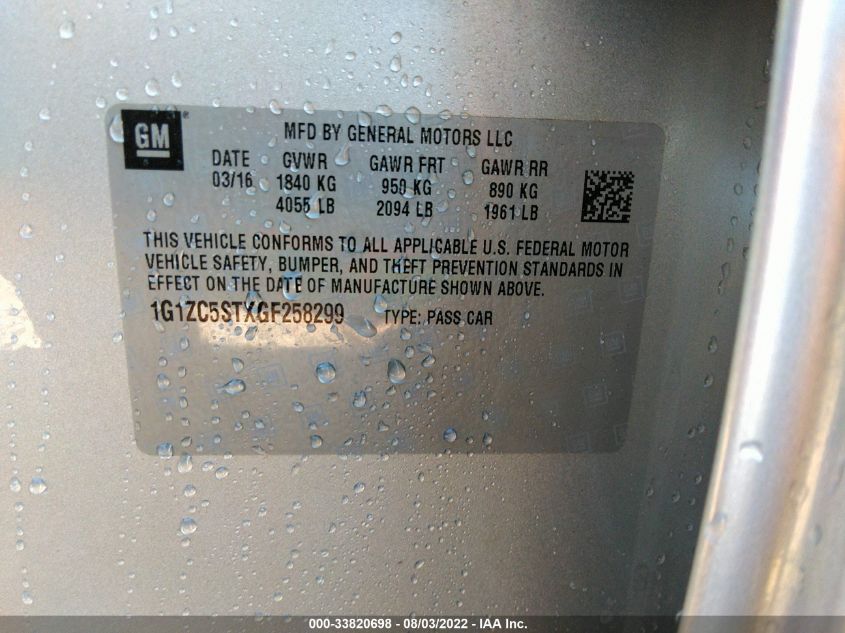 GM
MFD BY GENERAL MOTORS LLC
DATE GVWR GAWR FRT GAWR RR
03/16 1840 KG 950 KG 890 KG
4055 LB 2094 LB 1961 LB
THIS VEHICLE CONFORMS TO ALL APPLICABLE U.S. FEDERAL MOTOR
VEHICLE SAFETY, BUMPER, AND THEFT PREVENTION STANDARDS IN
EFFECT ON THE DATE OF MANUFACTURE SHOWN ABOVE.
1G1ZC5STXGF258299 TYPE: PASS CAR
000-33820698 - 08/03/2022 - IAA Inc.